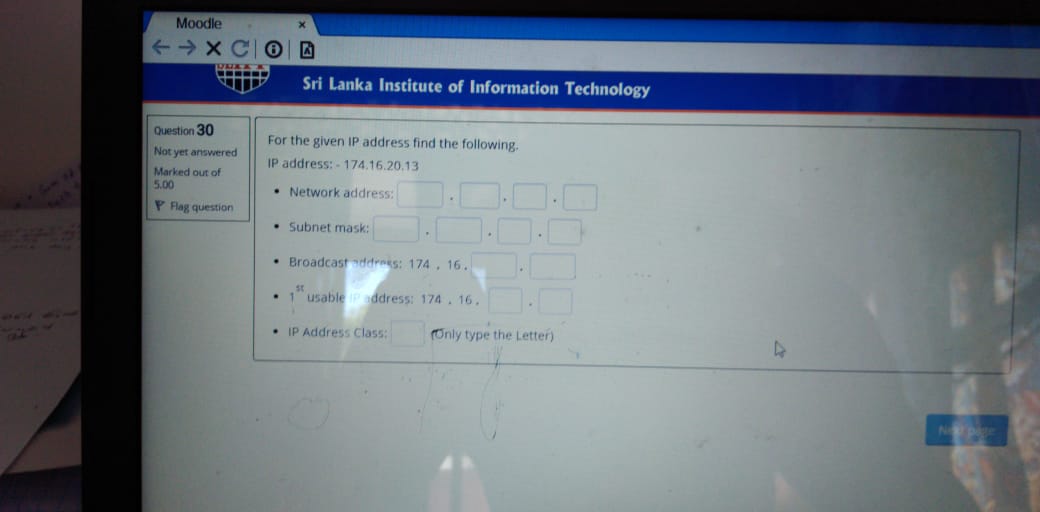 Moodle
Sri Lanka Institute of Information Technology
Question 30
Not yet answered
Marked out of
5.00
Flag question
For the given IP address find the following.
IP address: - 174.16.20.13
• Network address: . . .
• Subnet mask: . . .
• Broadcast address: 174 . 16 . .
• 1st usable IP address: 174 . 16 . .
• IP Address Class: (Only type the Letter)
Next page